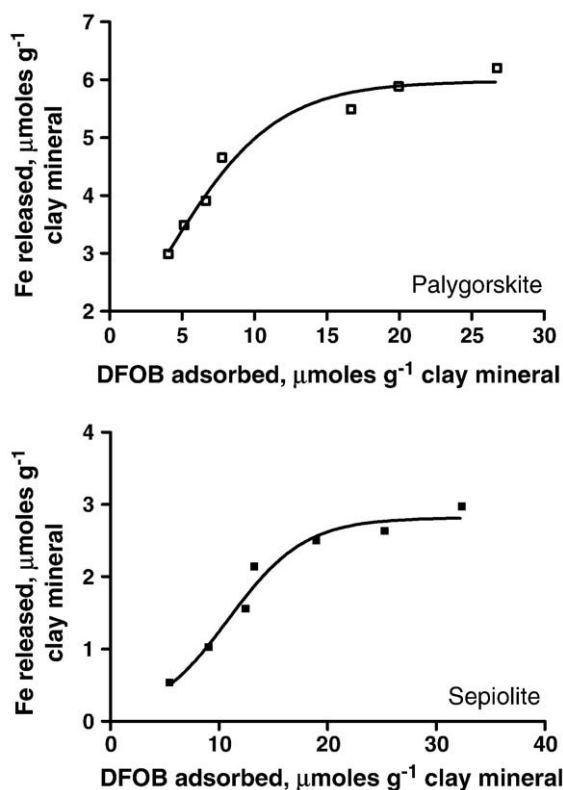 Fe released, μmoles g⁻¹
clay mineral
7
6
5
4
3
2
0 5 10 15 20 25 30
Palygorskite
DFOB adsorbed, μmoles g⁻¹ clay mineral
Fe released, μmoles g⁻¹
clay mineral
4
3
2
1
0
0 10 20 30 40
Sepiolite
DFOB adsorbed, μmoles g⁻¹ clay mineral